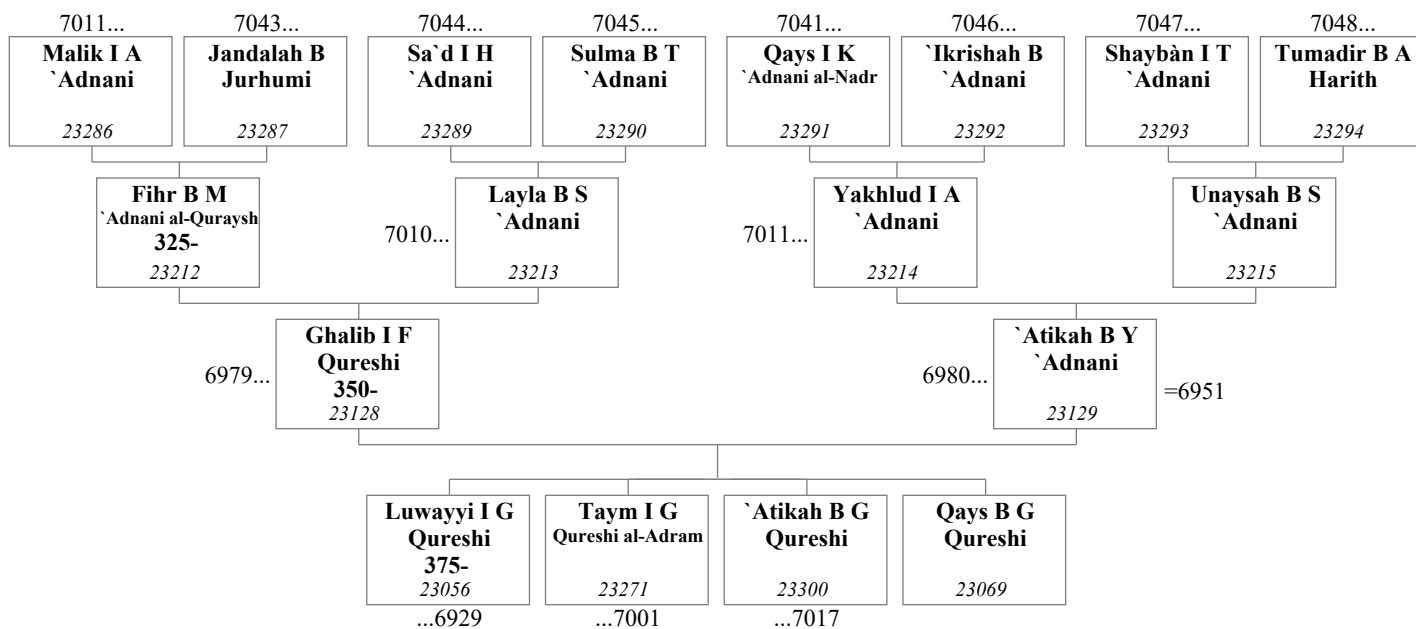 7011... 7043... 7044... 7045... 7041... 7046... 7047... 7048...
Malik I A
`Adnani
23286
Jandalah B
Jurhumi
23287
Sa`d I H
`Adnani
23289
Sulma B T
`Adnani
23290
Qays I K
`Adnani al-Nadr
23291
`Ikrishah B
`Adnani
23292
Shaybàn I T
`Adnani
23293
Tumadir B A
Harith
23294
Fihr B M
`Adnani al-Quraysh
325-
23212
7010...
Layla B S
`Adnani
23213
7011...
Yakhlud I A
`Adnani
23214
Unaysah B S
`Adnani
23215
6979...
Ghalib I F
Qureshi
350-
23128
6980...
`Atikah B Y
`Adnani
23129
=6951
Luwayyi I G
Qureshi
375-
23056
...6929
Taym I G
Qureshi al-Adram
23271
...7001
`Atikah B G
Qureshi
23300
...7017
Qays B G
Qureshi
23069